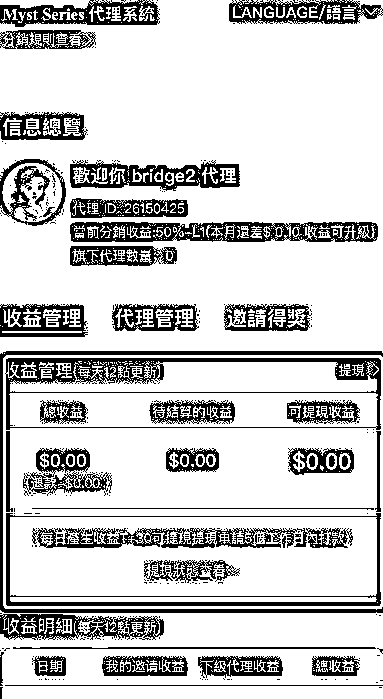 Myst Series 代理系統
LANGUAGE/語言
分銷規則查看>
信息總覽
歡迎你 bridge2 代理
代理 ID: 26150425
當前分銷收益:50%-L1(本月還差$ 0.10 收益可升級)
旗下代理數量: 0
收益管理 代理管理 邀請得獎
收益管理(每天12點更新) 提現 >
總收益 待結算的收益 可提現收益
$0.00 $0.00 $0.00
(退款:$0.00)
(每日產生收益T+30可提現提現申請5個工作日內打款)
提現狀態查看>
收益明細(每天12點更新)
日期 我的邀请收益 下級代理收益 總收益